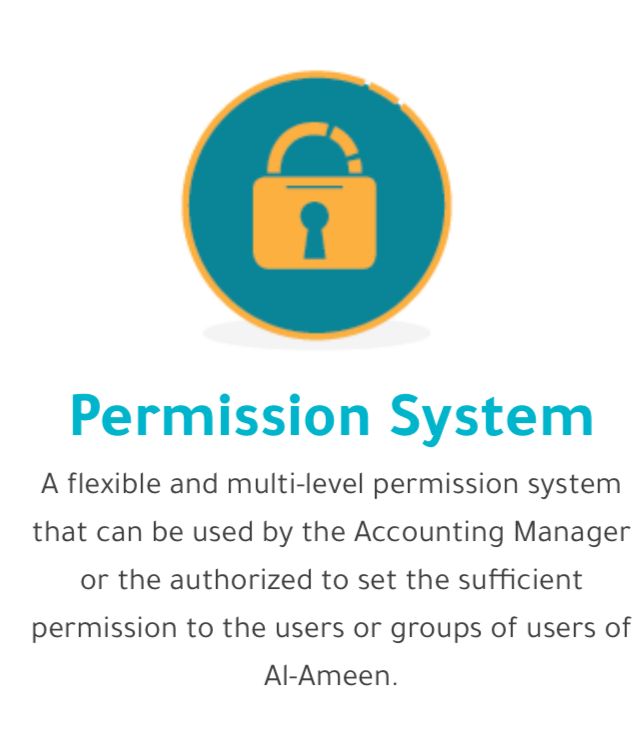 Permission System
A flexible and multi-level permission system
that can be used by the Accounting Manager
or the authorized to set the sufficient
permission to the users or groups of users of
Al-Ameen.